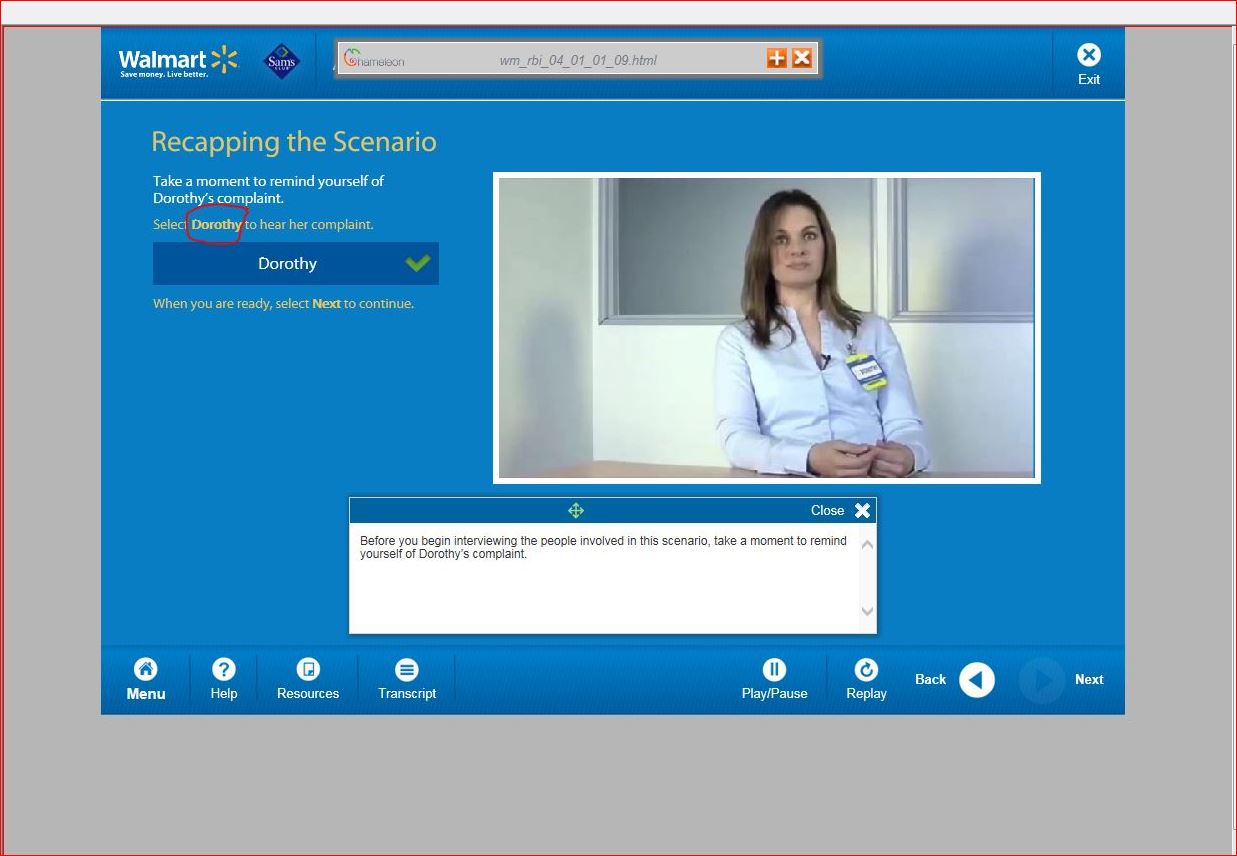 Walmart
Save money. Live better.
Sam's
CLUB
Chameleon
wm_rbi_04_01_01_09.html
Exit
Recapping the Scenario
Take a moment to remind yourself of
Dorothy's complaint.
Select Dorothy to hear her complaint.
Dorothy
When you are ready, select Next to continue.
Close
Before you begin interviewing the people involved in this scenario, take a moment to remind
yourself of Dorothy's complaint.
Menu
Help
Resources
Transcript
Play/Pause
Replay
Back
Next